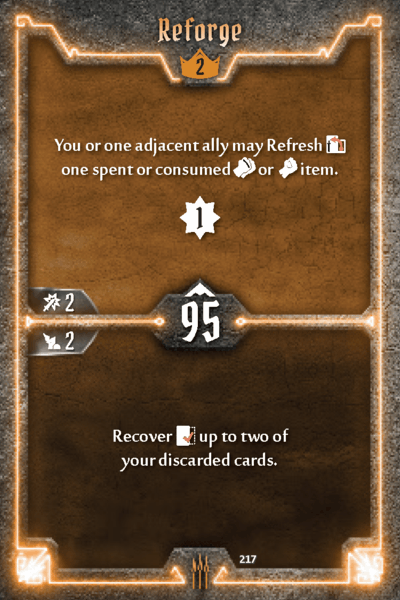 Reforge
2
You or one adjacent ally may Refresh
one spent or consumed or item.
1
2
95
2
Recover up to two of
your discarded cards.
217